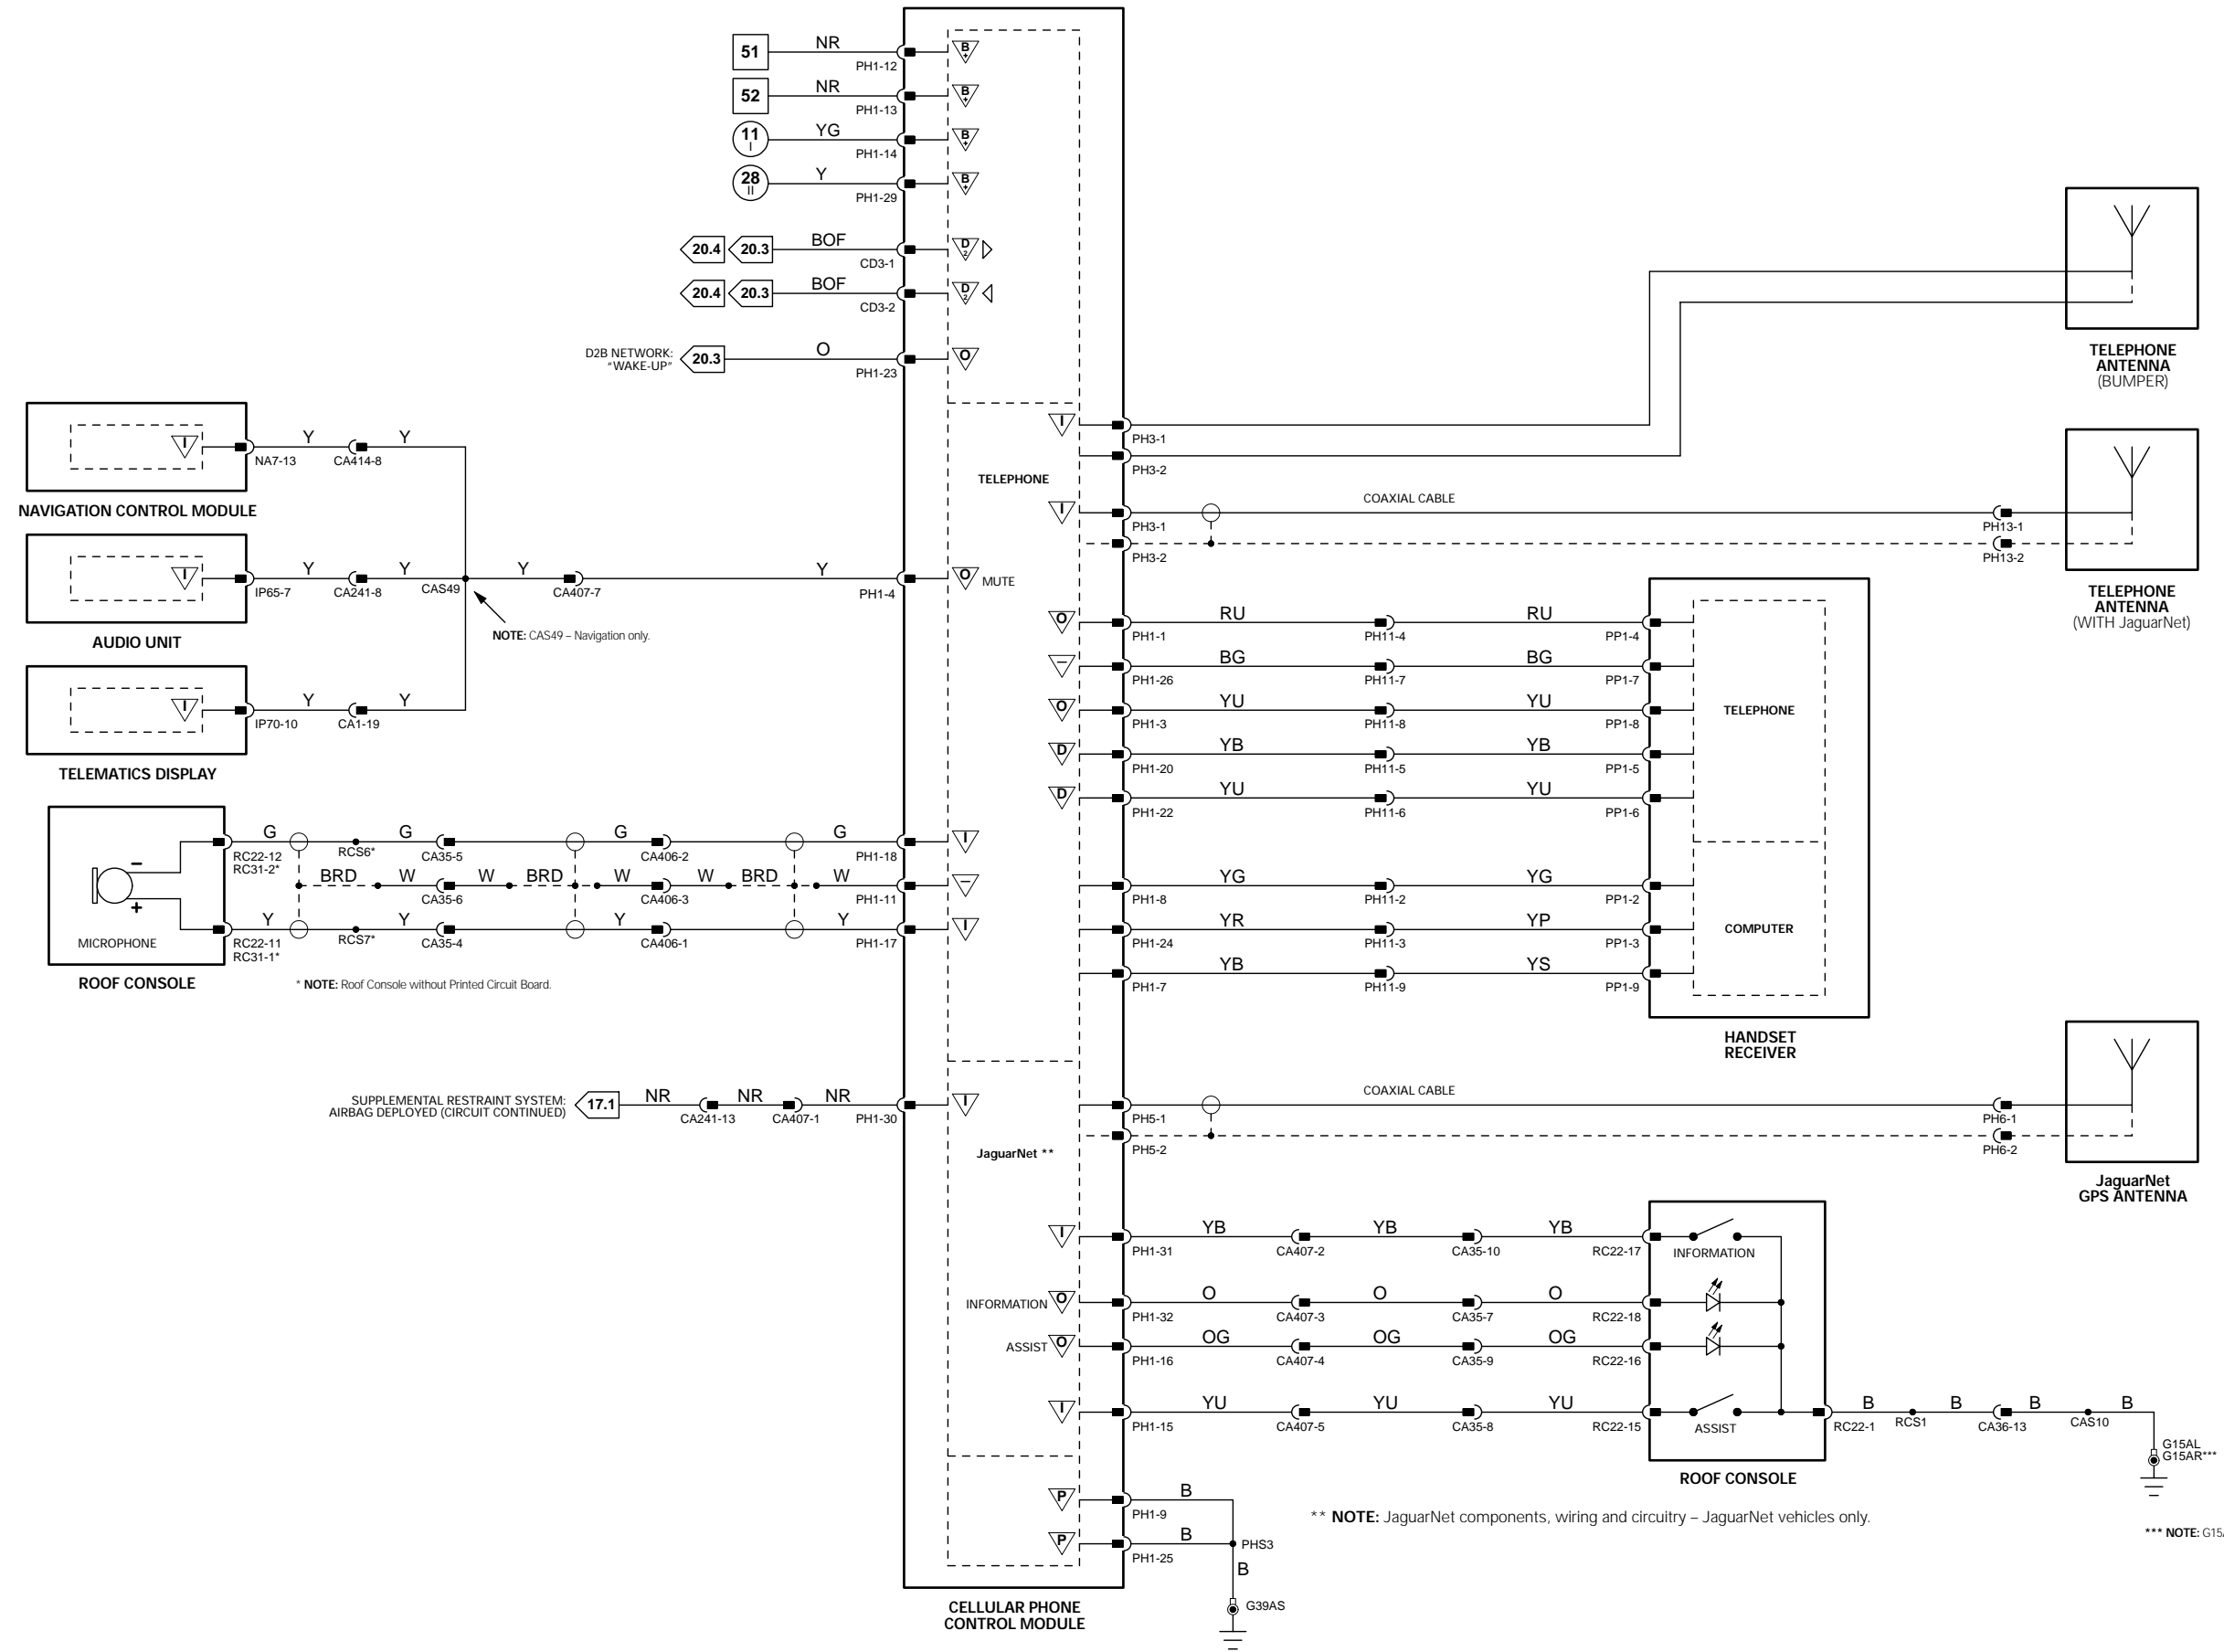 51
NR
PH1-12
B
+
52
NR
PH1-13
B
+
11
I
YG
PH1-14
B
+
28
II
Y
PH1-29
B
+
20.4
20.3
BOF
CD3-1
D
2
20.4
20.3
BOF
CD3-2
D
2
D2B NETWORK:
“WAKE-UP”
20.3
O
PH1-23
O
TELEPHONE
ANTENNA
(BUMPER)
I
PH3-1
PH3-2
I
NA7-13
Y
CA414-8
Y
NAVIGATION CONTROL MODULE
TELEPHONE
I
PH3-1
PH3-2
COAXIAL CABLE
PH13-1
PH13-2
TELEPHONE
ANTENNA
(WITH JaguarNet)
I
IP65-7
Y
CA241-8
Y
CAS49
Y
CA407-7
Y
PH1-4
O
MUTE
AUDIO UNIT
NOTE: CAS49 – Navigation only.
I
IP70-10
Y
CA1-19
Y
TELEMATICS DISPLAY
O
PH1-1
RU
PH11-4
RU
PP1-4
–
PH1-26
BG
PH11-7
BG
PP1-7
O
PH1-3
YU
PH11-8
YU
PP1-8
TELEPHONE
D
PH1-20
YB
PH11-5
YB
PP1-5
D
PH1-22
YU
PH11-6
YU
PP1-6
PH1-8
YG
PH11-2
YG
PP1-2
PH1-24
YR
PH11-3
YP
PP1-3
COMPUTER
PH1-7
YB
PH11-9
YS
PP1-9
HANDSET
RECEIVER
–
+
MICROPHONE
ROOF CONSOLE
G
RC22-12
RC31-2*
RCS6*
G
CA35-5
G
CA406-2
G
PH1-18
I
BRD
W
CA35-6
W
BRD
W
CA406-3
W
BRD
W
PH1-11
–
Y
RC22-11
RC31-1*
RCS7*
Y
CA35-4
Y
CA406-1
Y
PH1-17
I
* NOTE: Roof Console without Printed Circuit Board.
SUPPLEMENTAL RESTRAINT SYSTEM:
AIRBAG DEPLOYED (CIRCUIT CONTINUED)
17.1
NR
CA241-13
NR
CA407-1
NR
PH1-30
I
JaguarNet **
PH5-1
PH5-2
COAXIAL CABLE
PH6-1
PH6-2
JaguarNet
GPS ANTENNA
I
PH1-31
YB
CA407-2
YB
CA35-10
YB
RC22-17
INFORMATION
INFORMATION
O
PH1-32
O
CA407-3
O
CA35-7
O
RC22-18
ASSIST
O
PH1-16
OG
CA407-4
OG
CA35-9
OG
RC22-16
I
PH1-15
YU
CA407-5
YU
CA35-8
YU
RC22-15
ASSIST
RC22-1
B
RCS1
B
CA36-13
B
CAS10
B
G15AL
G15AR***
ROOF CONSOLE
P
PH1-9
B
P
PH1-25
B
PHS3
B
G39AS
** NOTE: JaguarNet components, wiring and circuitry – JaguarNet vehicles only.
*** NOTE:
CELLULAR PHONE
CONTROL MODULE